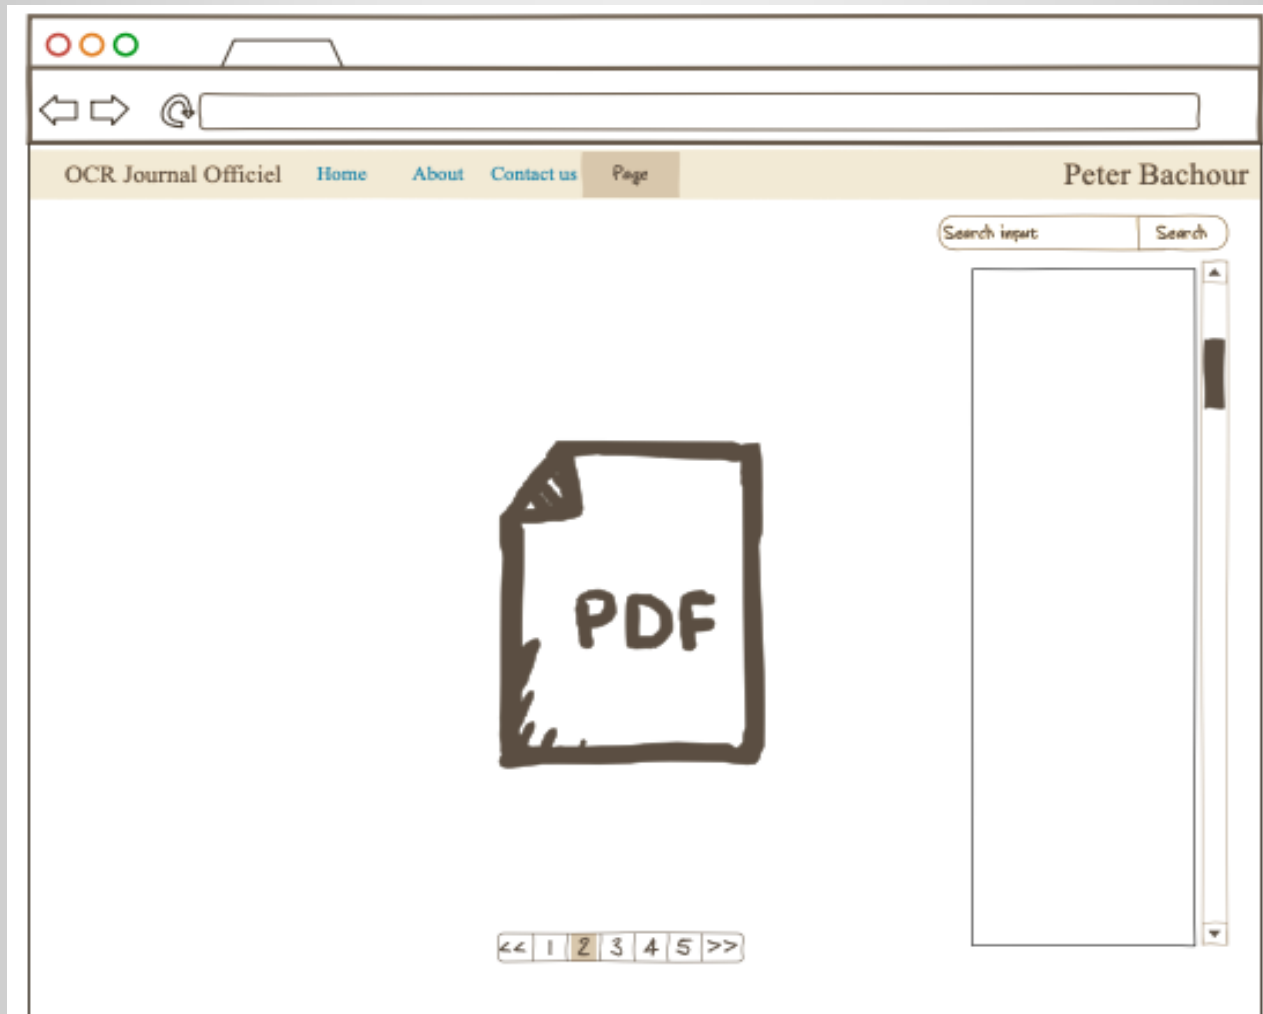 OCR Journal Officiel Home About Contact us Page Peter Bachour
Search input Search
PDF
<< 1 2 3 4 5 >>